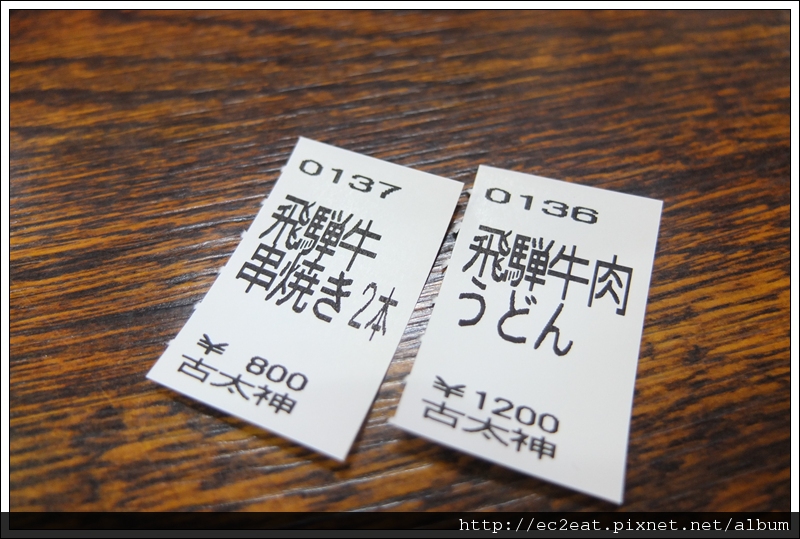 0137
飛騨牛
串焼き2本
¥ 800
古太神
0136
飛騨牛肉
うどん
¥1200
古太神
http://ec2eat.pixnet.net/album